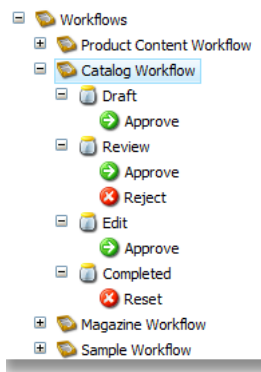 Workflows
Product Content Workflow
Catalog Workflow
Draft
Approve
Review
Approve
Reject
Edit
Approve
Completed
Reset
Magazine Workflow
Sample Workflow